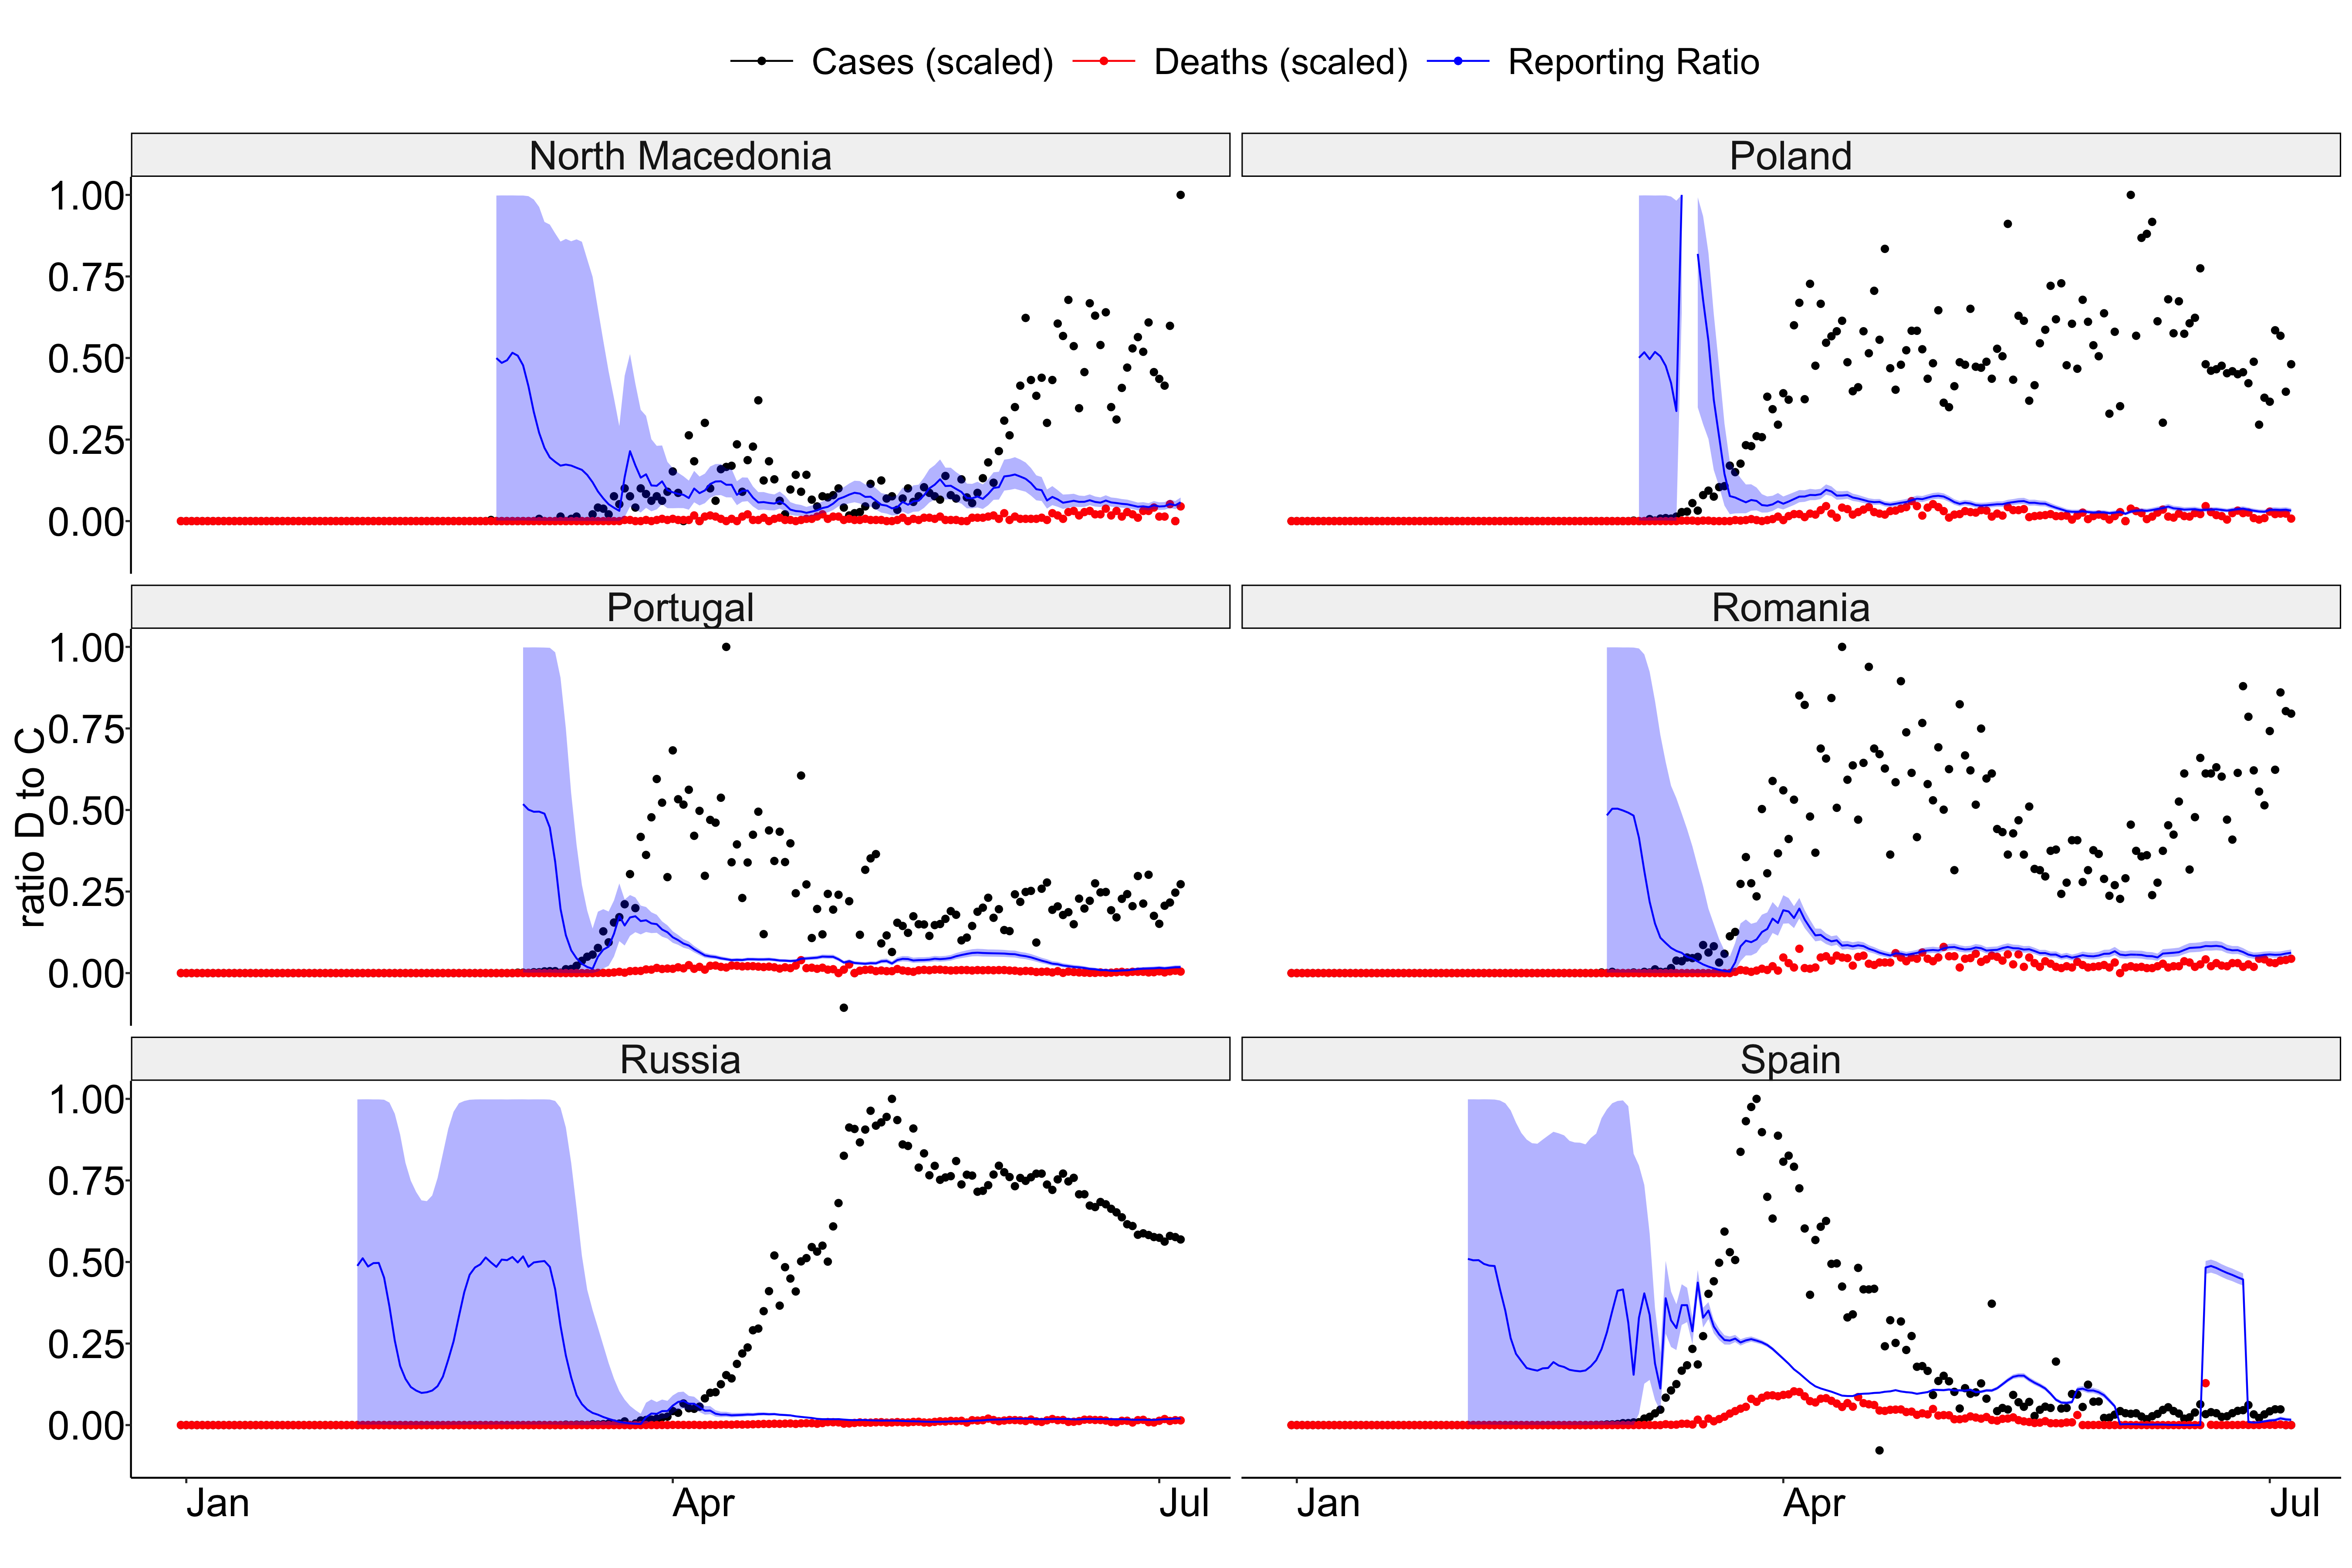 Cases (scaled) Deaths (scaled) Reporting Ratio
North Macedonia Poland
1.00
0.75
0.50
0.25
0.00
Portugal Romania
1.00
0.75
0.50
0.25
0.00
ratio D to C
Russia Spain
1.00
0.75
0.50
0.25
0.00
Jan Apr Jul Jan Apr Jul